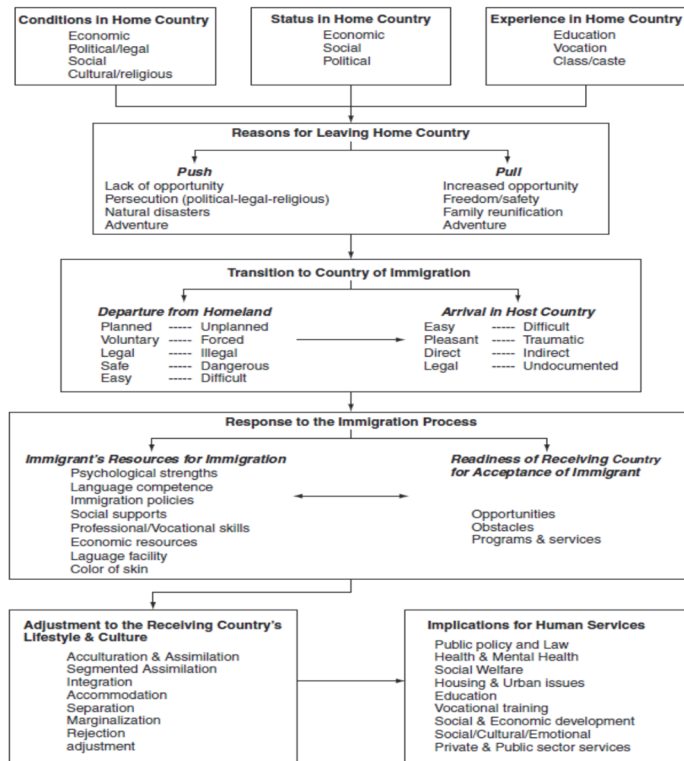 Conditions in Home Country
Economic
Political/legal
Social
Cultural/religious
Status in Home Country
Economic
Social
Political
Experience in Home Country
Education
Vocation
Class/caste
Reasons for Leaving Home Country
Push
Lack of opportunity
Persecution (political-legal-religious)
Natural disasters
Adventure
Pull
Increased opportunity
Freedom/safety
Family reunification
Adventure
Transition to Country of Immigration
Departure from Homeland
Planned ----- Unplanned
Voluntary ----- Forced
Legal ----- Illegal
Safe ----- Dangerous
Easy ----- Difficult
Arrival in Host Country
Easy ----- Difficult
Pleasant ----- Traumatic
Direct ----- Indirect
Legal ----- Undocumented
Response to the Immigration Process
Immigrant's Resources for Immigration
Psychological strengths
Language competence
Immigration policies
Social supports
Professional/Vocational skills
Economic resources
Laguage facility
Color of skin
Readiness of Receiving Country
for Acceptance of Immigrant
Opportunities
Obstacles
Programs & services
Adjustment to the Receiving Country's
Lifestyle & Culture
Acculturation & Assimilation
Segmented Assimilation
Integration
Accommodation
Separation
Marginalization
Rejection
adjustment
Implications for Human Services
Public policy and Law
Health & Mental Health
Social Welfare
Housing & Urban issues
Education
Vocational training
Social & Economic development
Social/Cultural/Emotional
Private & Public sector services